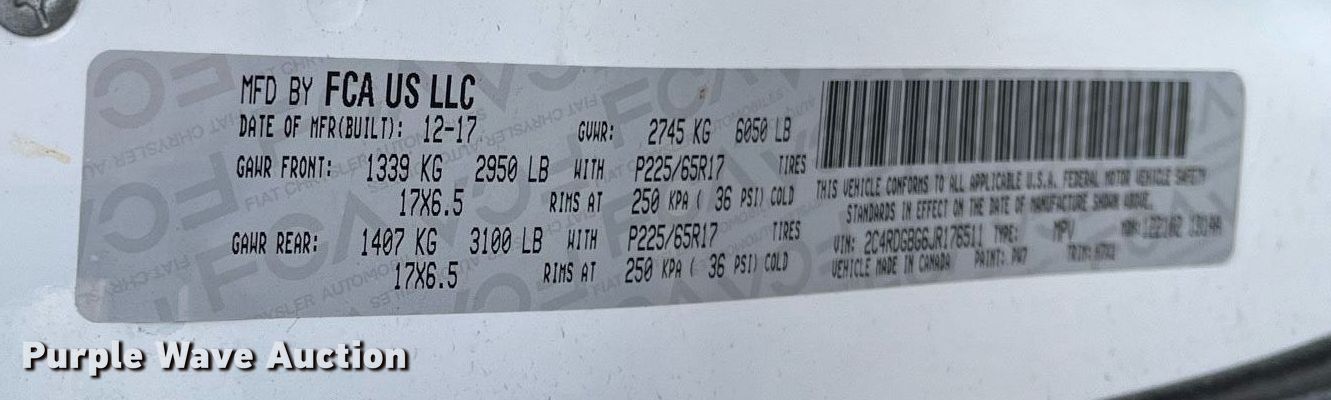 MFD BY FCA US LLC
DATE OF MFR(BUILT): 12-17 GVWR: 2745 KG 6050 LB
GAWR FRONT: 1339 KG 2950 LB WITH P225/65R17 TIRES
17X6.5 RIMS AT 250 KPA ( 36 PSI) COLD
GAWR REAR: 1407 KG 3100 LB WITH P225/65R17 TIRES
17X6.5 RIMS AT 250 KPA ( 36 PSI) COLD
THIS VEHICLE CONFORMS TO ALL APPLICABLE U.S.A. FEDERAL MOTOR VEHICLE SAFETY
STANDARDS IN EFFECT ON THE DATE OF MANUFACTURE SHOWN ABOVE.
VIN: 2C4RDGBG6JR176511 TYPE: MPV
VEHICLE MADE IN CANADA PAINT: PW7 TRIM:
Purple Wave Auction